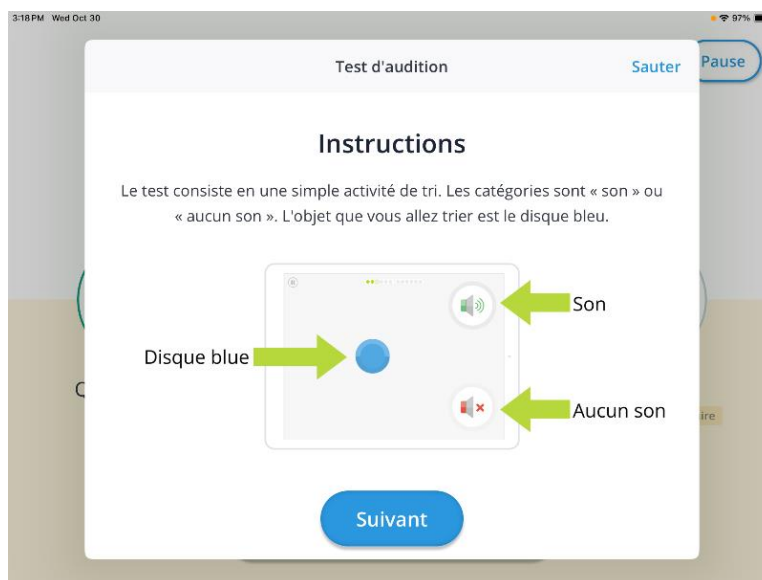 3:18 PM Wed Oct 30
97%
Pause
Test d'audition
Sauter
Instructions
Le test consiste en une simple activité de tri. Les catégories sont « son » ou
« aucun son ». L'objet que vous allez trier est le disque bleu.
Son
Disque blue
Aucun son
Suivant